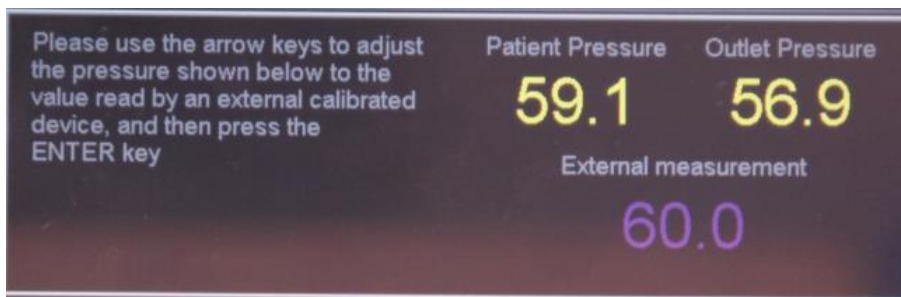 Please use the arrow keys to adjust
the pressure shown below to the
value read by an external calibrated
device, and then press the
ENTER key
Patient Pressure
59.1
Outlet Pressure
56.9
External measurement
60.0